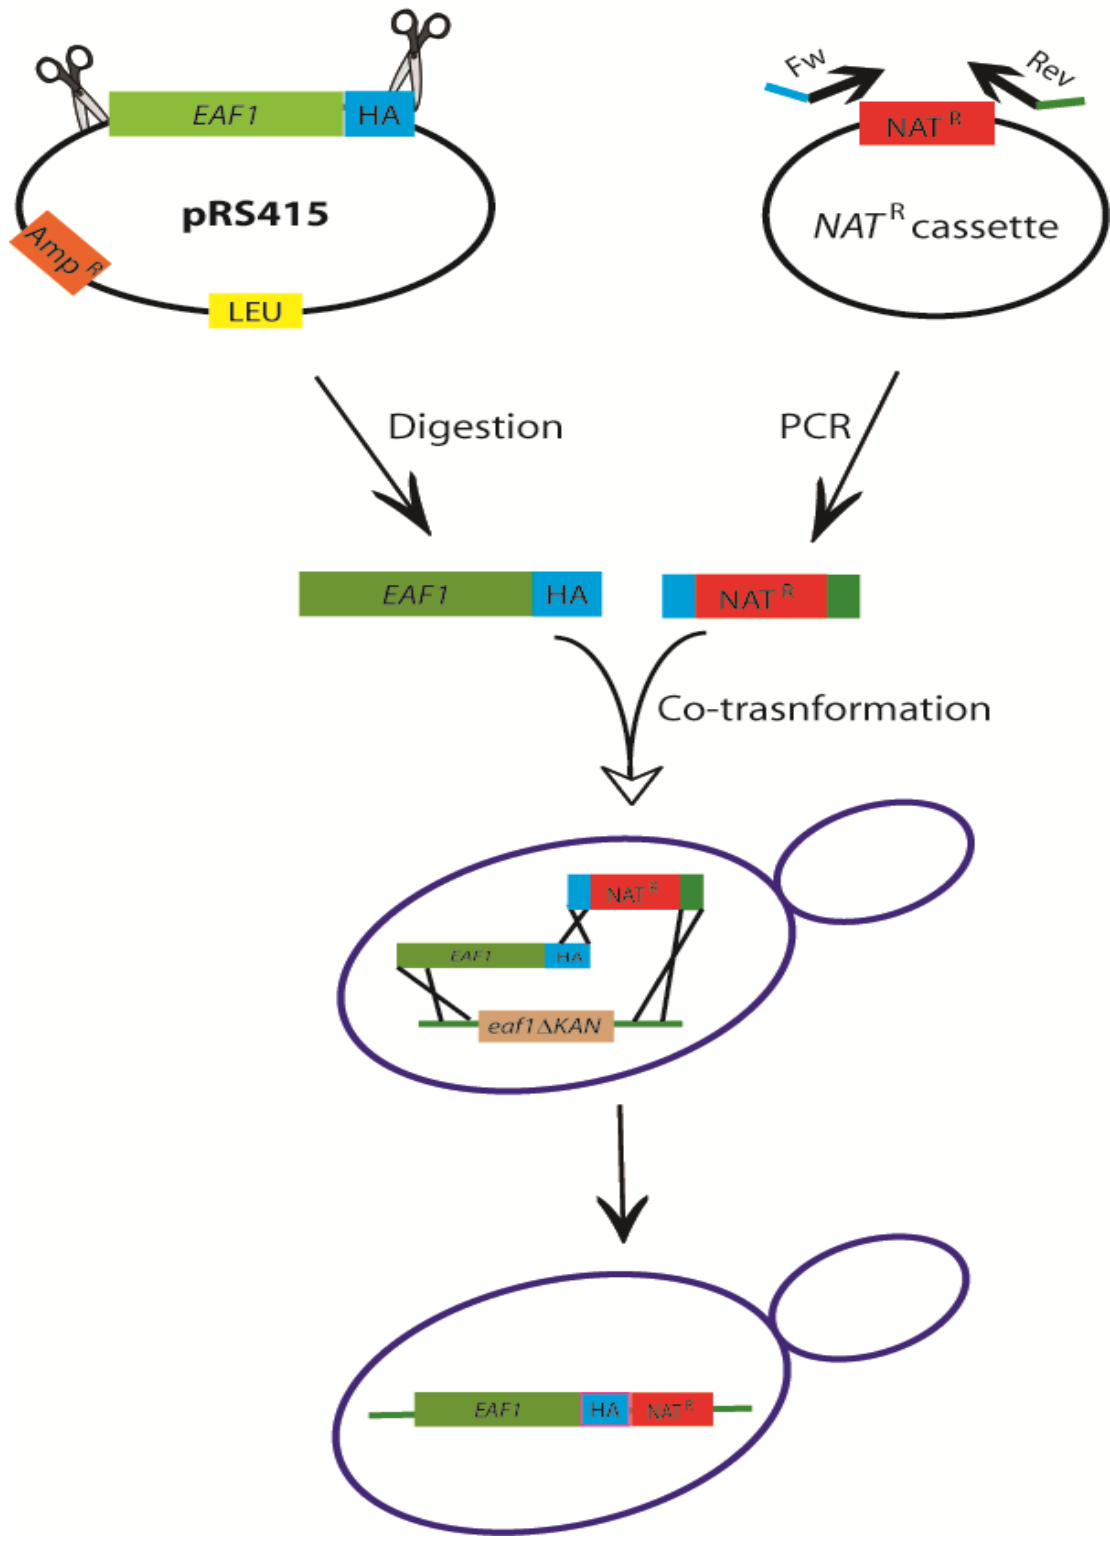 EAF1 HA
pRS415
Amp R
LEU
Fw Rev
NAT R
NAT R cassette
Digestion
PCR
EAF1 HA
NAT R
Co-trasnformation
NAT R
EAF1 HA
eaf1ΔKAN
EAF1 HA NAT R